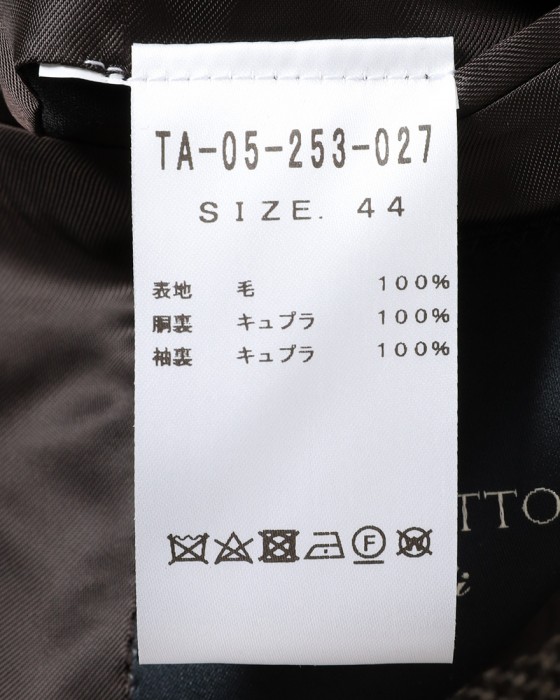 TA-05-253-027
SIZE. 44
表地 毛 100%
胴裏 キュプラ 100%
袖裏 キュプラ 100%
F W
TTO